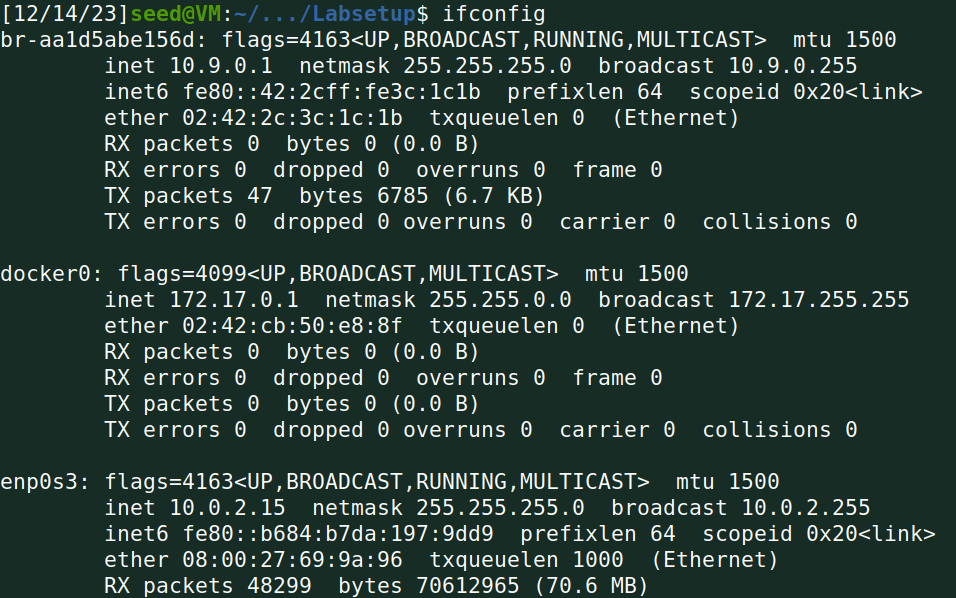 [12/14/23]seed@VM:~/.../Labsetup$ ifconfig
br-aa1d5abe156d: flags=4163<UP,BROADCAST,RUNNING,MULTICAST>  mtu 1500
        inet 10.9.0.1  netmask 255.255.255.0  broadcast 10.9.0.255
        inet6 fe80::42:2cff:fe3c:1c1b  prefixlen 64  scopeid 0x20<link>
        ether 02:42:2c:3c:1c:1b  txqueuelen 0  (Ethernet)
        RX packets 0  bytes 0 (0.0 B)
        RX errors 0  dropped 0  overruns 0  frame 0
        TX packets 47  bytes 6785 (6.7 KB)
        TX errors 0  dropped 0 overruns 0  carrier 0  collisions 0

docker0: flags=4099<UP,BROADCAST,MULTICAST>  mtu 1500
        inet 172.17.0.1  netmask 255.255.0.0  broadcast 172.17.255.255
        ether 02:42:cb:50:e8:8f  txqueuelen 0  (Ethernet)
        RX packets 0  bytes 0 (0.0 B)
        RX errors 0  dropped 0  overruns 0  frame 0
        TX packets 0  bytes 0 (0.0 B)
        TX errors 0  dropped 0 overruns 0  carrier 0  collisions 0

enp0s3: flags=4163<UP,BROADCAST,RUNNING,MULTICAST>  mtu 1500
        inet 10.0.2.15  netmask 255.255.255.0  broadcast 10.0.2.255
        inet6 fe80::b684:b7da:197:9dd9  prefixlen 64  scopeid 0x20<link>
        ether 08:00:27:69:9a:96  txqueuelen 1000  (Ethernet)
        RX packets 48299  bytes 70612965 (70.6 MB)